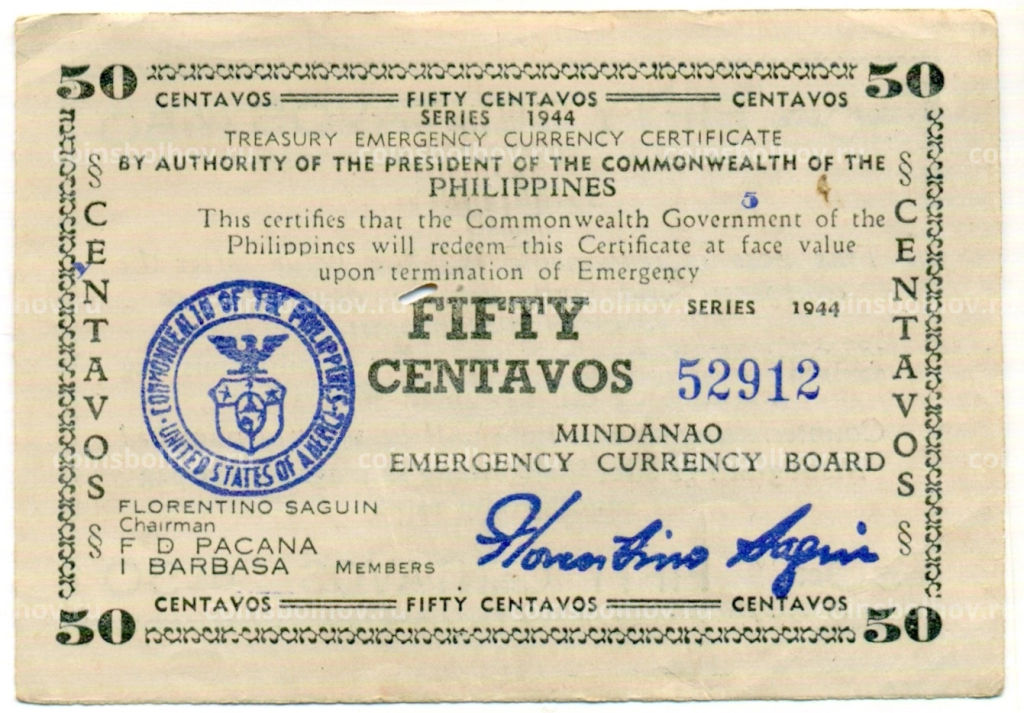 50 50
CENTAVOS FIFTY CENTAVOS CENTAVOS
SERIES 1944
TREASURY EMERGENCY CURRENCY CERTIFICATE
BY AUTHORITY OF THE PRESIDENT OF THE COMMONWEALTH OF THE
PHILIPPINES
5
This certifies that the Commonwealth Government of the
Philippines will redeem this Certificate at face value
upon termination of Emergency
§ CENTAVOS §
§ CENTAVOS §
FIFTY
CENTAVOS
SERIES 1944
52912
COMMONWEALTH OF THE PHILIPPINES
UNITED STATES OF AMERICA
MINDANAO
EMERGENCY CURRENCY BOARD
FLORENTINO SAGUIN
Chairman
F D PACANA
I BARBASA MEMBERS
Florentino Saguin
CENTAVOS FIFTY CENTAVOS CENTAVOS
50 50
coinsbolhov.ru